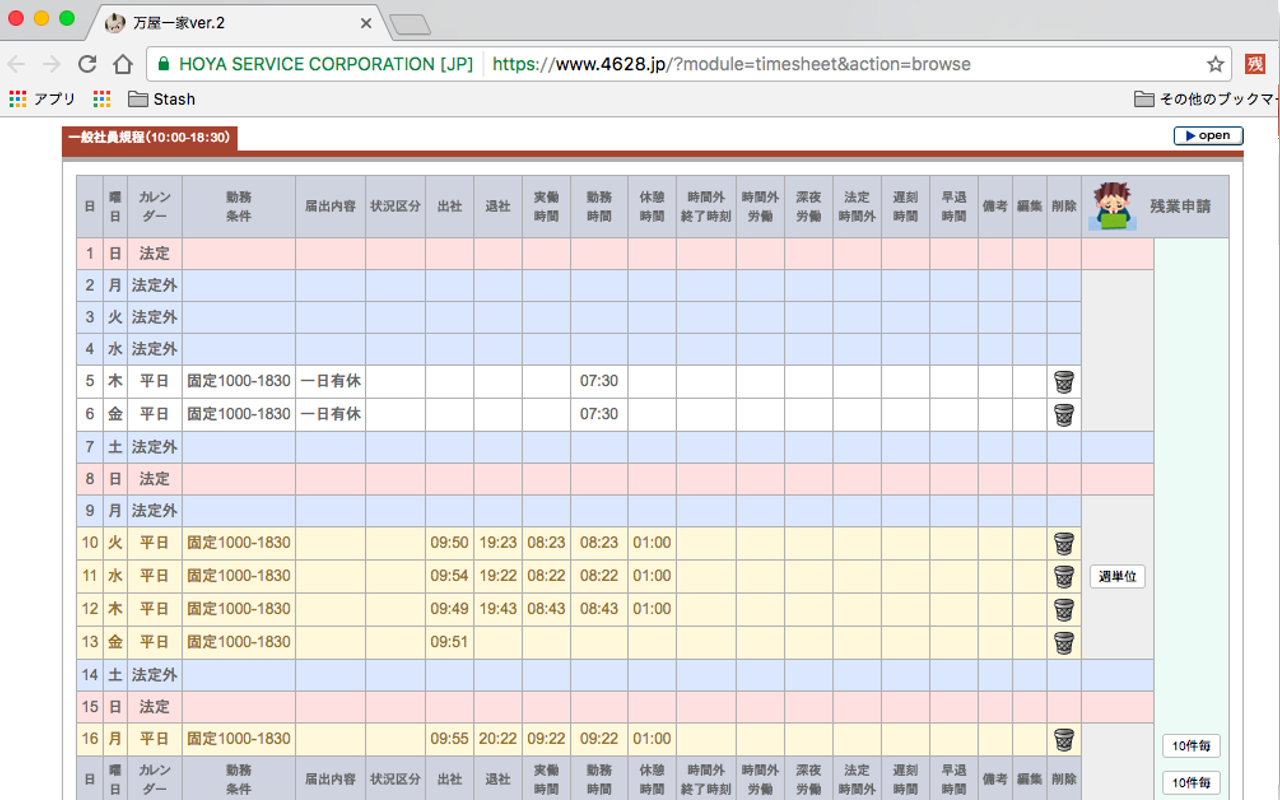 万屋一家ver.2
HOYA SERVICE CORPORATION [JP] https://www.4628.jp/?module=timesheet&action=browse 残
アプリ Stash その他のブックマー
一般社員規程(10:00-18:30) open
日 曜日 カレンダー 勤務条件 届出内容 状況区分 出社 退社 実働時間 勤務時間 休憩時間 時間外終了時刻 時間外労働 深夜労働 法定時間外 遅刻時間 早退時間 備考 編集 削除 残業申請
1 日 法定
2 月 法定外
3 火 法定外
4 水 法定外
5 木 平日 固定1000-1830 一日有休 07:30
6 金 平日 固定1000-1830 一日有休 07:30
7 土 法定外
8 日 法定
9 月 法定外
10 火 平日 固定1000-1830 09:50 19:23 08:23 08:23 01:00
11 水 平日 固定1000-1830 09:54 19:22 08:22 08:22 01:00 週単位
12 木 平日 固定1000-1830 09:49 19:43 08:43 08:43 01:00
13 金 平日 固定1000-1830 09:51
14 土 法定外
15 日 法定
16 月 平日 固定1000-1830 09:55 20:22 09:22 09:22 01:00 10件毎
日 曜日 カレンダー 勤務条件 届出内容 状況区分 出社 退社 実働時間 勤務時間 休憩時間 時間外終了時刻 時間外労働 深夜労働 法定時間外 遅刻時間 早退時間 備考 編集 削除 10件毎